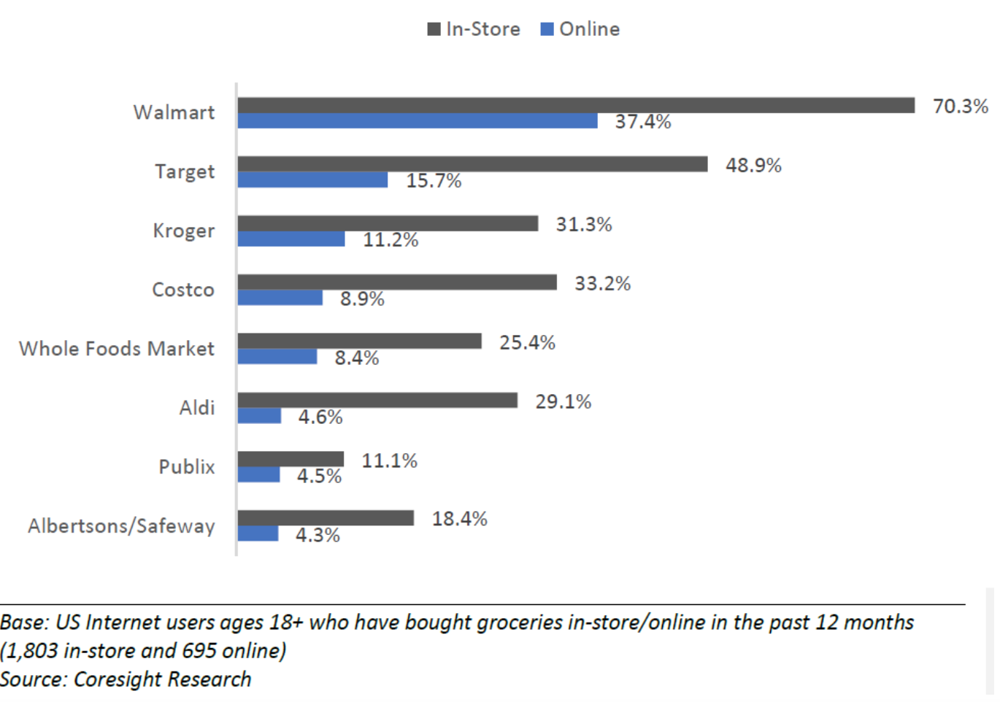 In-Store Online
Walmart
70.3%
37.4%
Target
48.9%
15.7%
Kroger
31.3%
11.2%
Costco
33.2%
8.9%
Whole Foods Market
25.4%
8.4%
Aldi
29.1%
4.6%
Publix
11.1%
4.5%
Albertsons/Safeway
18.4%
4.3%
Base: US Internet users ages 18+ who have bought groceries in-store/online in the past 12 months
(1,803 in-store and 695 online)
Source: Coresight Research